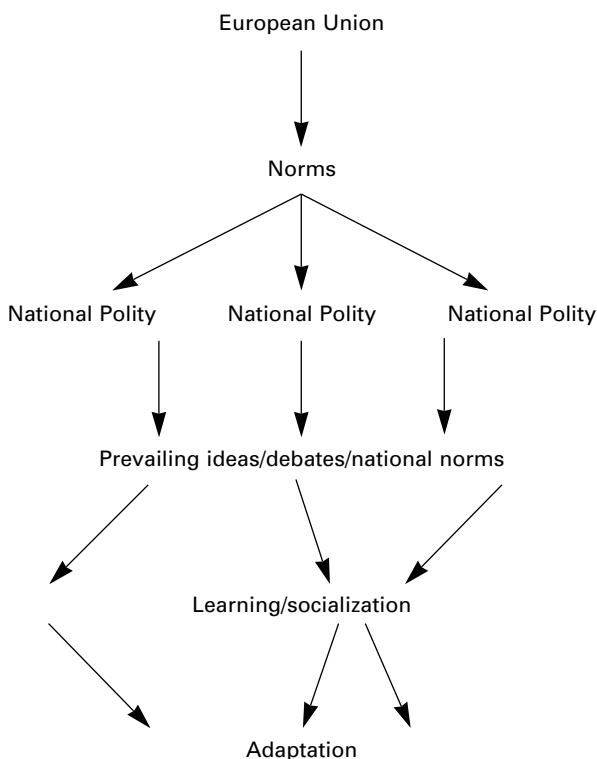 European Union
Norms
National Polity National Polity National Polity
Prevailing ideas/debates/national norms
Learning/socialization
Adaptation